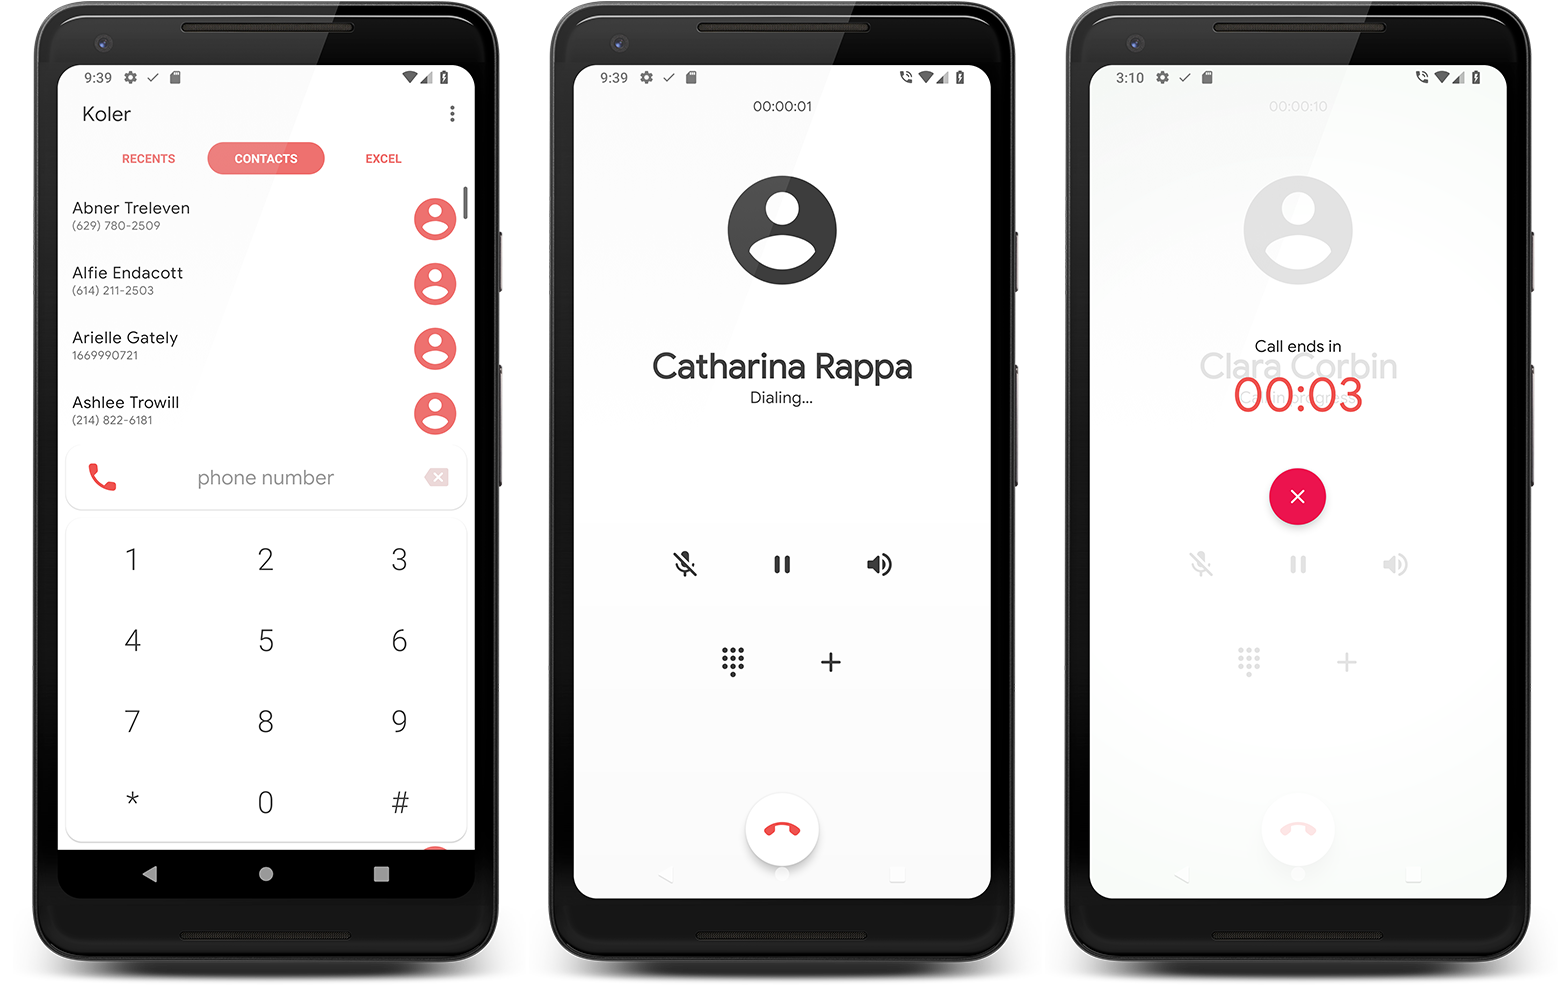 9:39
Koler
RECENTS CONTACTS EXCEL
Abner Treleven
(629) 780-2509
Alfie Endacott
(614) 211-2503
Arielle Gately
1669990721
Ashlee Trowill
(214) 822-6181
phone number
1 2 3
4 5 6
7 8 9
* 0 #
9:39
00:00:01
Catharina Rappa
Dialing...
3:10
00:00:10
Call ends in
Clara Corbin
00:03
Call in progress